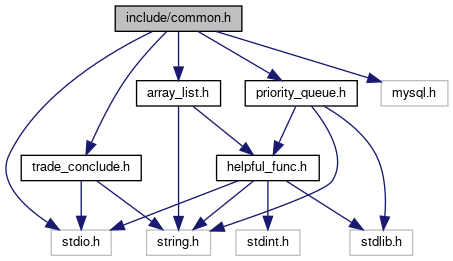 include/common.h
array_list.h
priority_queue.h
mysql.h
trade_conclude.h
helpful_func.h
stdio.h
string.h
stdint.h
stdlib.h